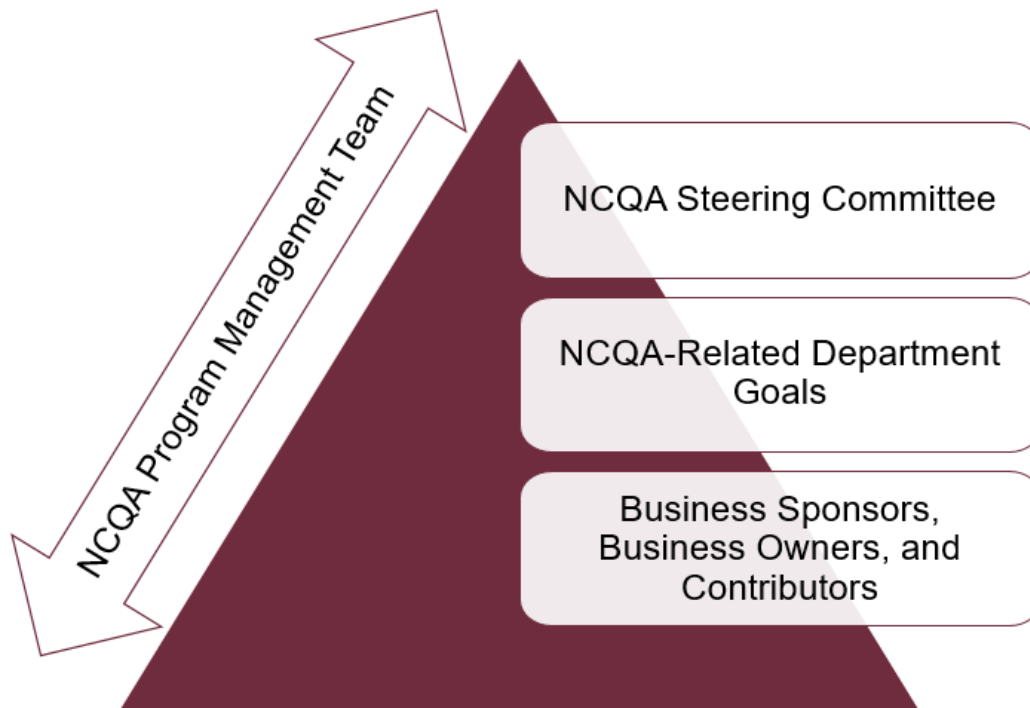 NCQA Program Management Team
NCQA Steering Committee
NCQA-Related Department
Goals
Business Sponsors,
Business Owners, and
Contributors